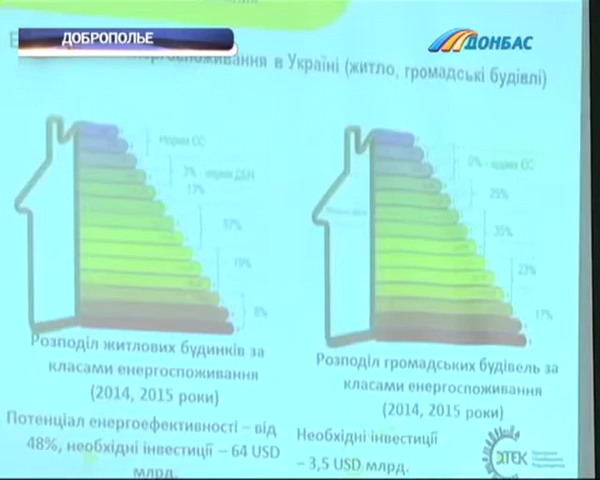 ДОБРОПОЛЬЕ
ДОНБАС
енергоспоживання в Україні (житло, громадські будівлі)
Норма ЄС
0% - норма ЄС
3% - норма ДБН
13%
25%
57%
35%
19%
23%
8%
17%
Розподіл житлових будинків за
класами енергоспоживання
(2014, 2015 роки)
Розподіл громадських будівель за
класами енергоспоживання
(2014, 2015 роки)
Потенціал енергоефективності – від
48%, необхідні інвестиції – 64 USD
млрд.
Необхідні інвестиції
– 3,5 USD млрд.
ДТЕК